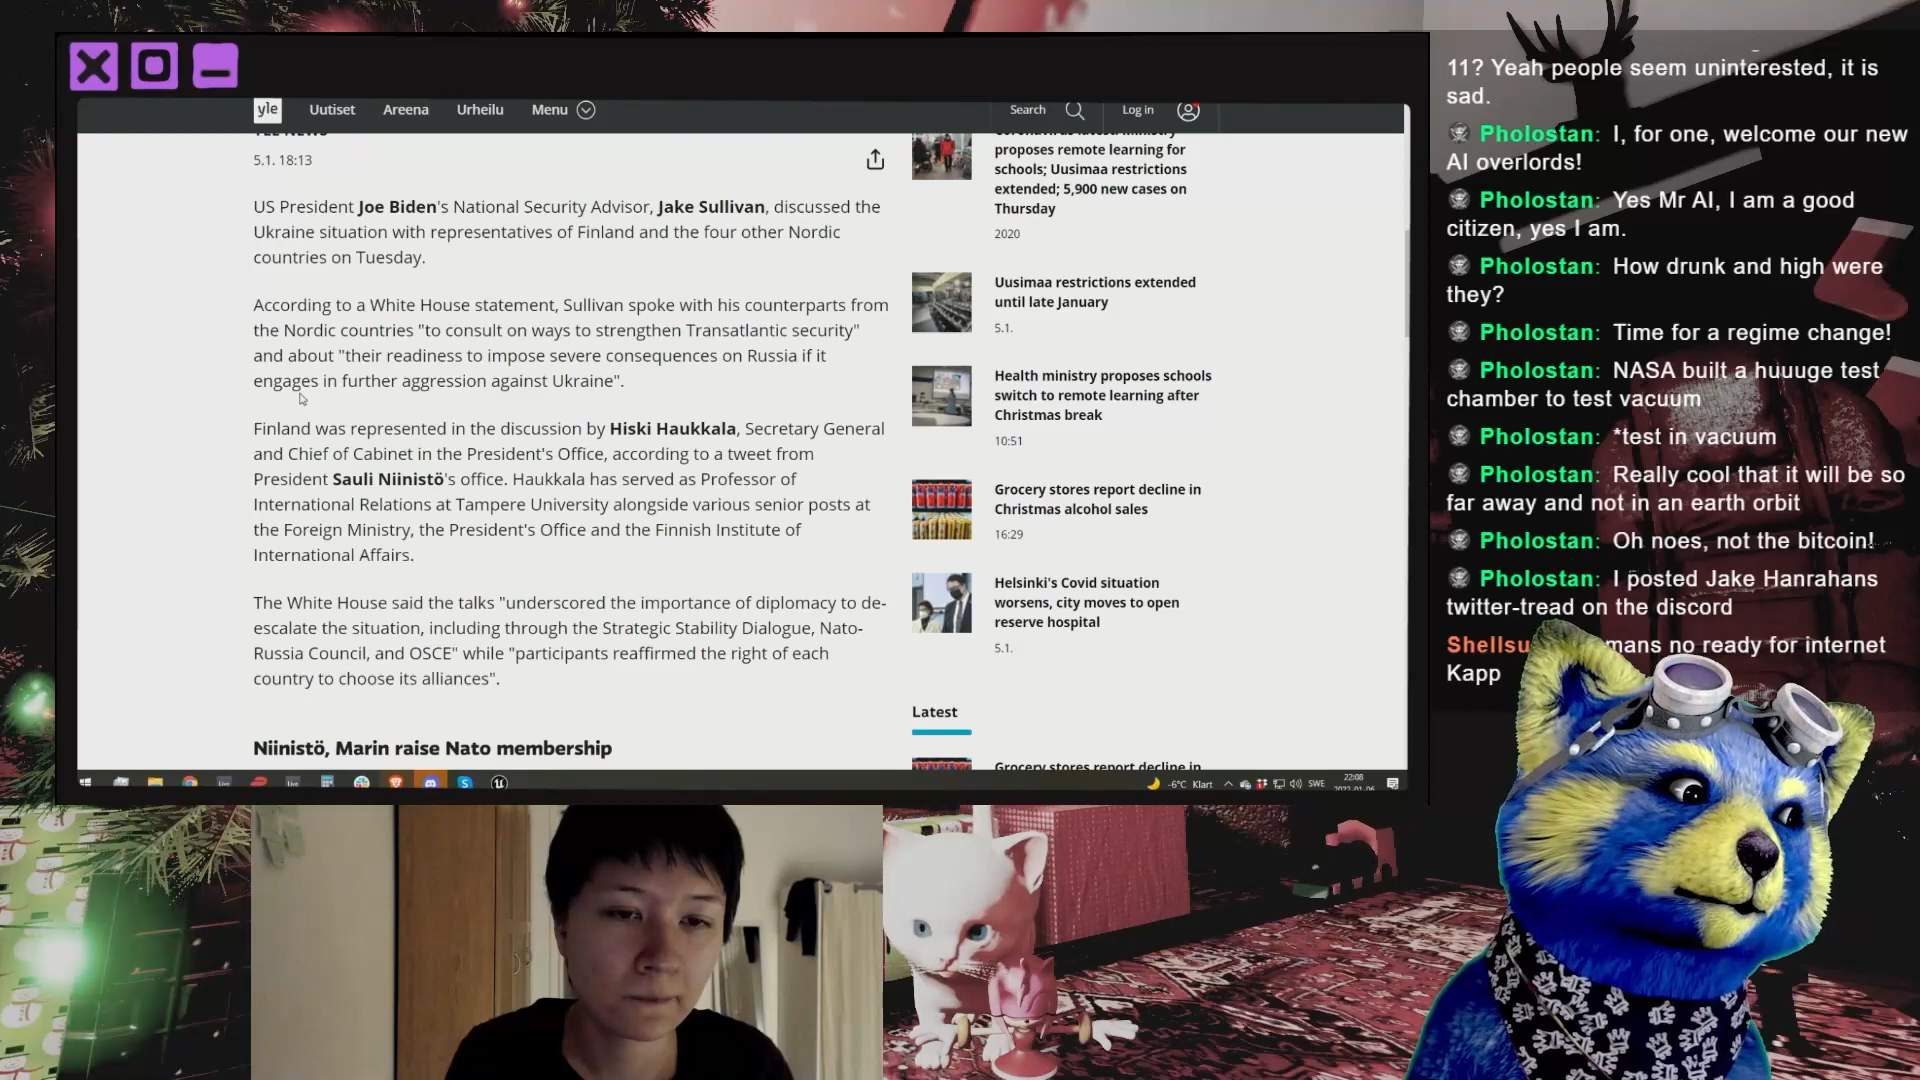 yle Uutiset Areena Urheilu Menu Search Log in
YLE NEWS
5.1. 18:13
US President Joe Biden's National Security Advisor, Jake Sullivan, discussed the
Ukraine situation with representatives of Finland and the four other Nordic
countries on Tuesday.
According to a White House statement, Sullivan spoke with his counterparts from
the Nordic countries "to consult on ways to strengthen Transatlantic security"
and about "their readiness to impose severe consequences on Russia if it
engages in further aggression against Ukraine".
Finland was represented in the discussion by Hiski Haukkala, Secretary General
and Chief of Cabinet in the President's Office, according to a tweet from
President Sauli Niinistö's office. Haukkala has served as Professor of
International Relations at Tampere University alongside various senior posts at
the Foreign Ministry, the President's Office and the Finnish Institute of
International Affairs.
The White House said the talks "underscored the importance of diplomacy to de-
escalate the situation, including through the Strategic Stability Dialogue, Nato-
Russia Council, and OSCE" while "participants reaffirmed the right of each
country to choose its alliances".
Niinistö, Marin raise Nato membership
proposes remote learning for
schools; Uusimaa restrictions
extended; 5,900 new cases on
Thursday
2020
Uusimaa restrictions extended
until late January
5.1.
Health ministry proposes schools
switch to remote learning after
Christmas break
10:51
Grocery stores report decline in
Christmas alcohol sales
16:29
Helsinki's Covid situation
worsens, city moves to open
reserve hospital
5.1.
Latest
Grocery stores report decline in
-6°C Klart SWE 22:08
2022-01-06
11? Yeah people seem uninterested, it is
sad.
Pholostan: I, for one, welcome our new
AI overlords!
Pholostan: Yes Mr AI, I am a good
citizen, yes I am.
Pholostan: How drunk and high were
they?
Pholostan: Time for a regime change!
Pholostan: NASA built a huuuge test
chamber to test vacuum
Pholostan: *test in vacuum
Pholostan: Really cool that it will be so
far away and not in an earth orbit
Pholostan: Oh noes, not the bitcoin!
Pholostan: I posted Jake Hanrahans
twitter-tread on the discord
Shellsu mans no ready for internet
Kapp